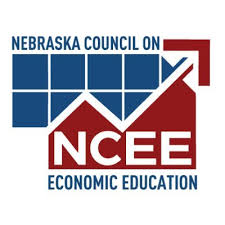 NEBRASKA COUNCIL ON
NCEE
ECONOMIC EDUCATION